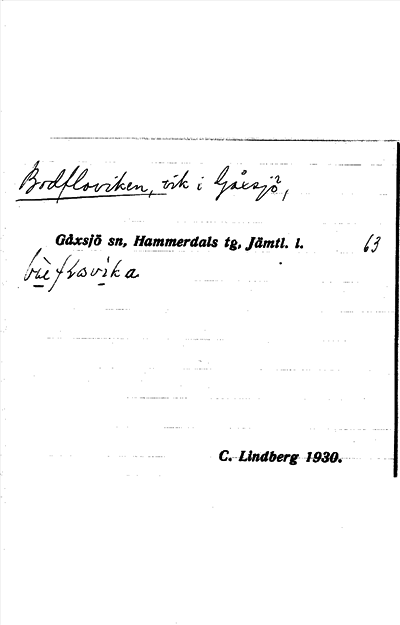 Bodfloviken, vik i Gåxsjö,
Gåxsjö sn, Hammerdals tg, Jämtl. l. 63
C. Lindberg 1930.